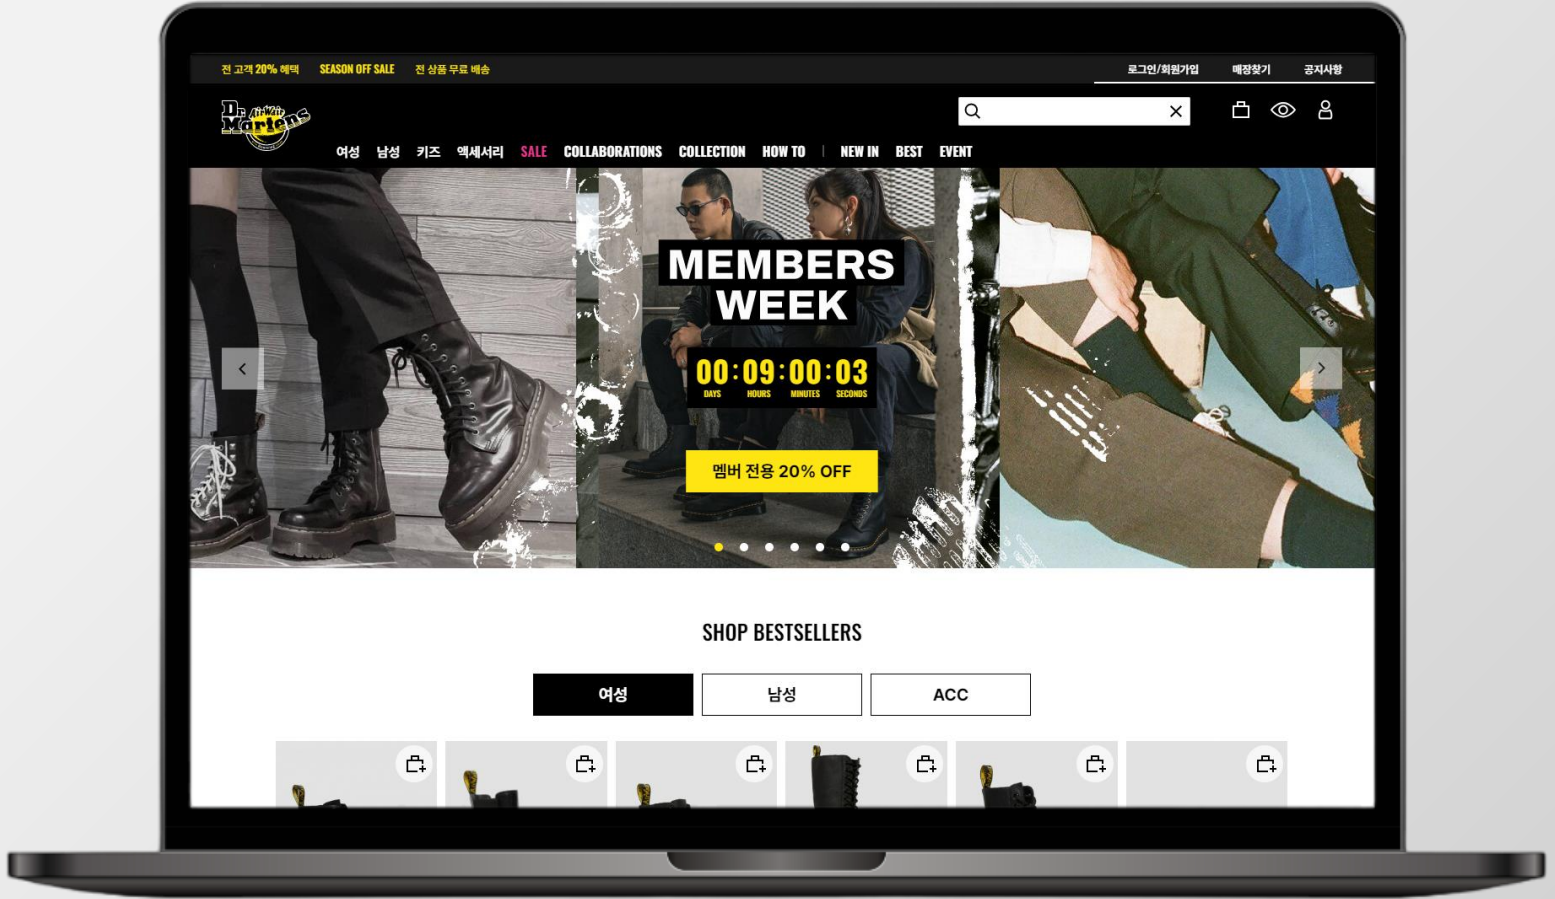 전 고객 20% 혜택 SEASON OFF SALE 전 상품 무료 배송 로그인/회원가입 매장찾기 공지사항
Dr. AirWair
Martens
여성 남성 키즈 액세서리 SALE COLLABORATIONS COLLECTION HOW TO | NEW IN BEST EVENT
MEMBERS
WEEK
00:09:00:03
DAYS HOURS MINUTES SECONDS
멤버 전용 20% OFF
SHOP BESTSELLERS
여성 남성 ACC